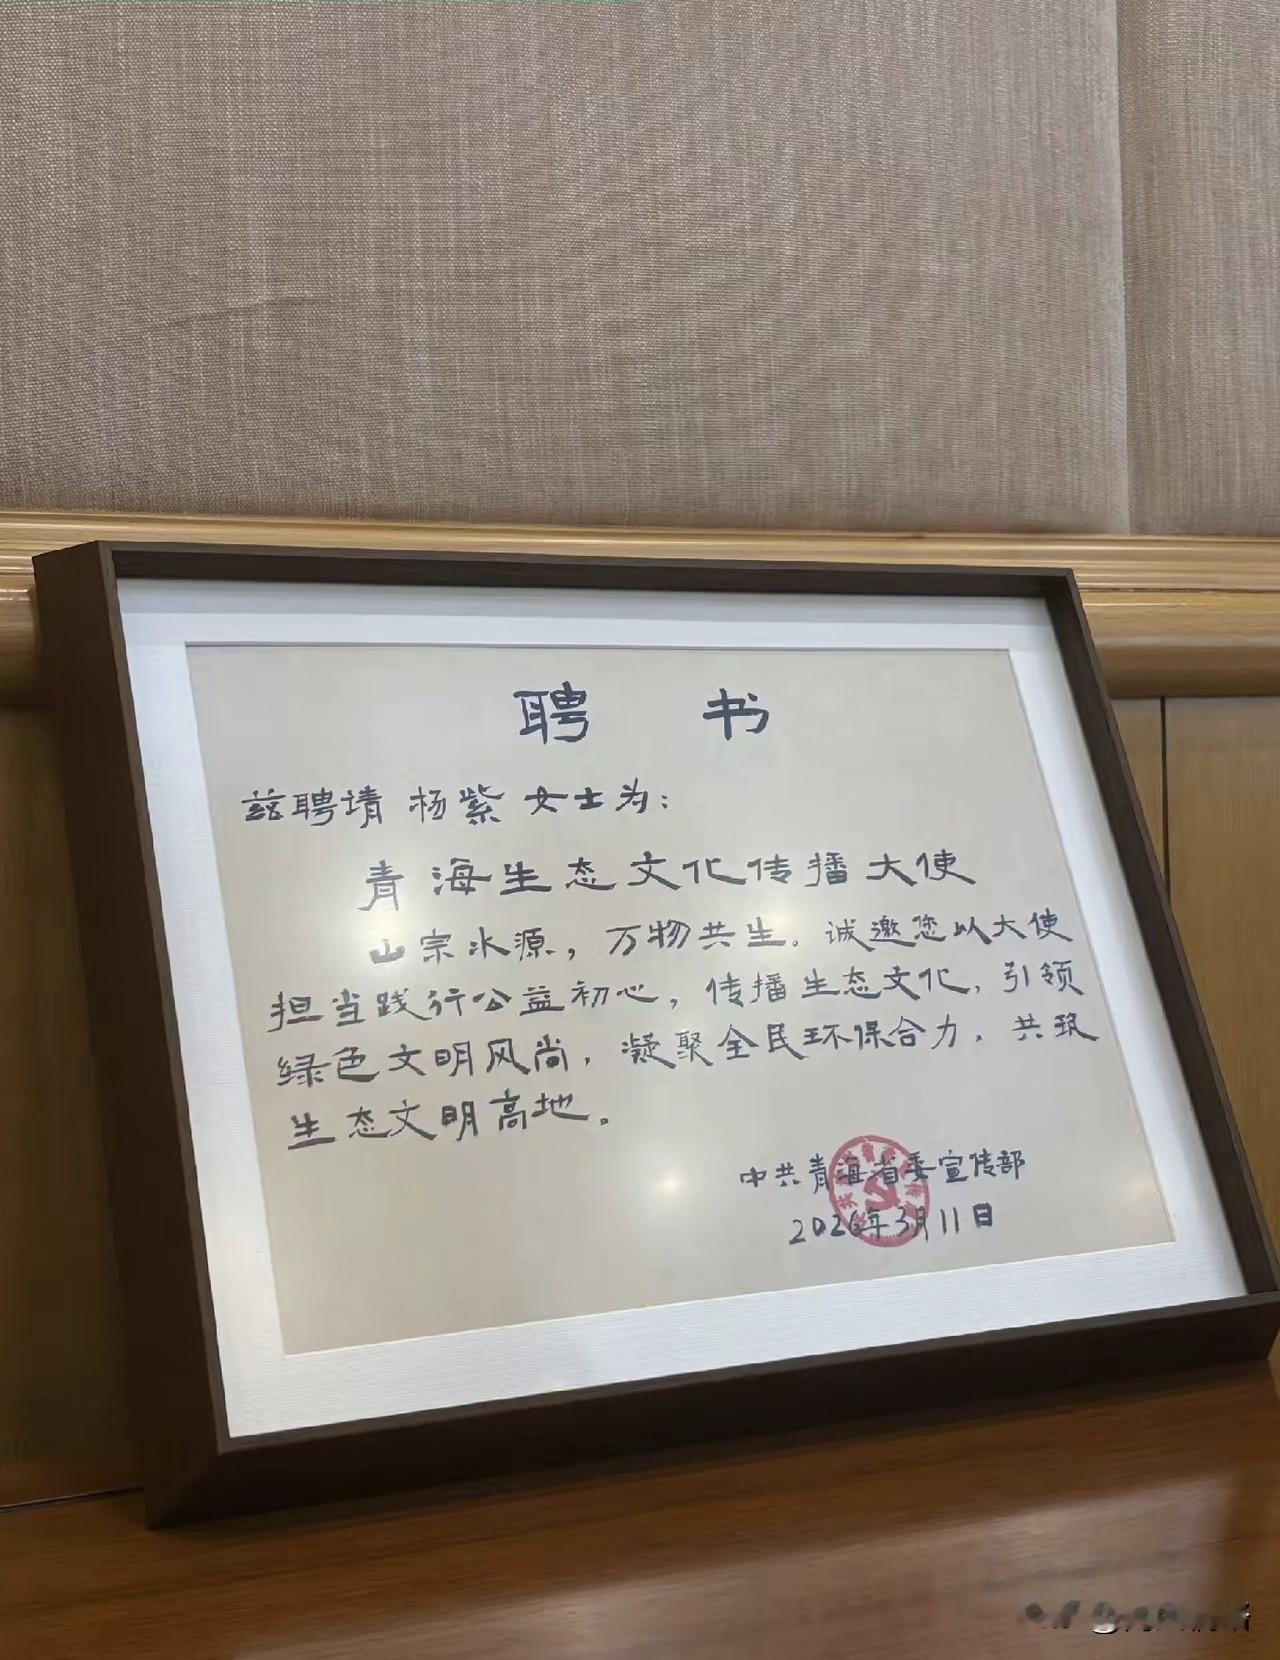 聘 书
兹聘请 杨紫 女士为：
青海生态文化传播大使
山宗水源，万物共生。诚邀您以大使
担当践行公益初心，传播生态文化，引领
绿色文明风尚，凝聚全民环保合力，共筑
生态文明高地。
中共青海省委宣传部
2026年3月11日